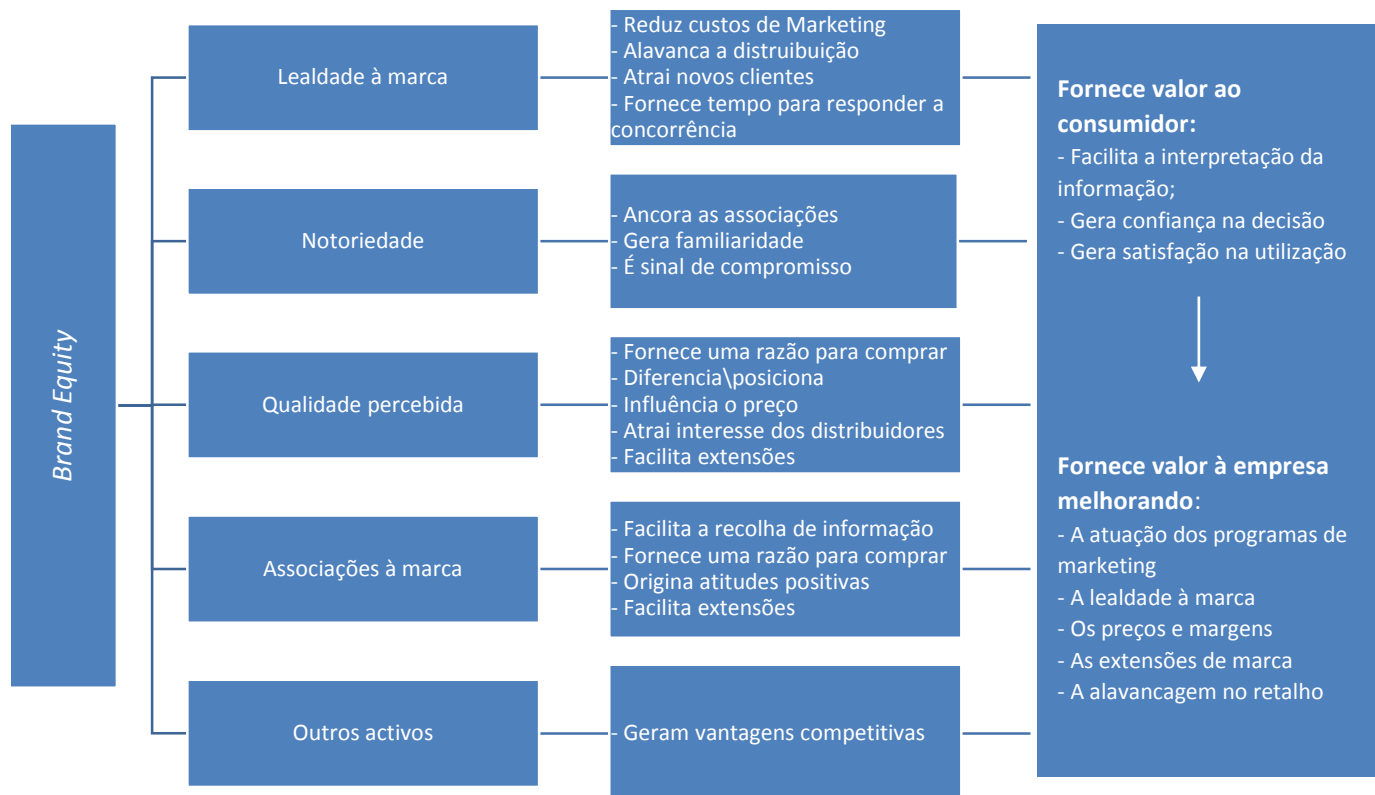 Brand Equity
Lealdade à marca
- Reduz custos de Marketing
- Alavanca a distruibuição
- Atrai novos clientes
- Fornece tempo para responder a
concorrência
Notoriedade
- Ancora as associações
- Gera familiaridade
- É sinal de compromisso
Qualidade percebida
- Fornece uma razão para comprar
- Diferencia\posiciona
- Influência o preço
- Atrai interesse dos distribuidores
- Facilita extensões
Associações à marca
- Facilita a recolha de informação
- Fornece uma razão para comprar
- Origina atitudes positivas
- Facilita extensões
Outros activos
- Geram vantagens competitivas
Fornece valor ao
consumidor:
- Facilita a interpretação da
informação;
- Gera confiança na decisão
- Gera satisfação na utilização
Fornece valor à empresa
melhorando:
- A atuação dos programas de
marketing
- A lealdade à marca
- Os preços e margens
- As extensões de marca
- A alavancagem no retalho